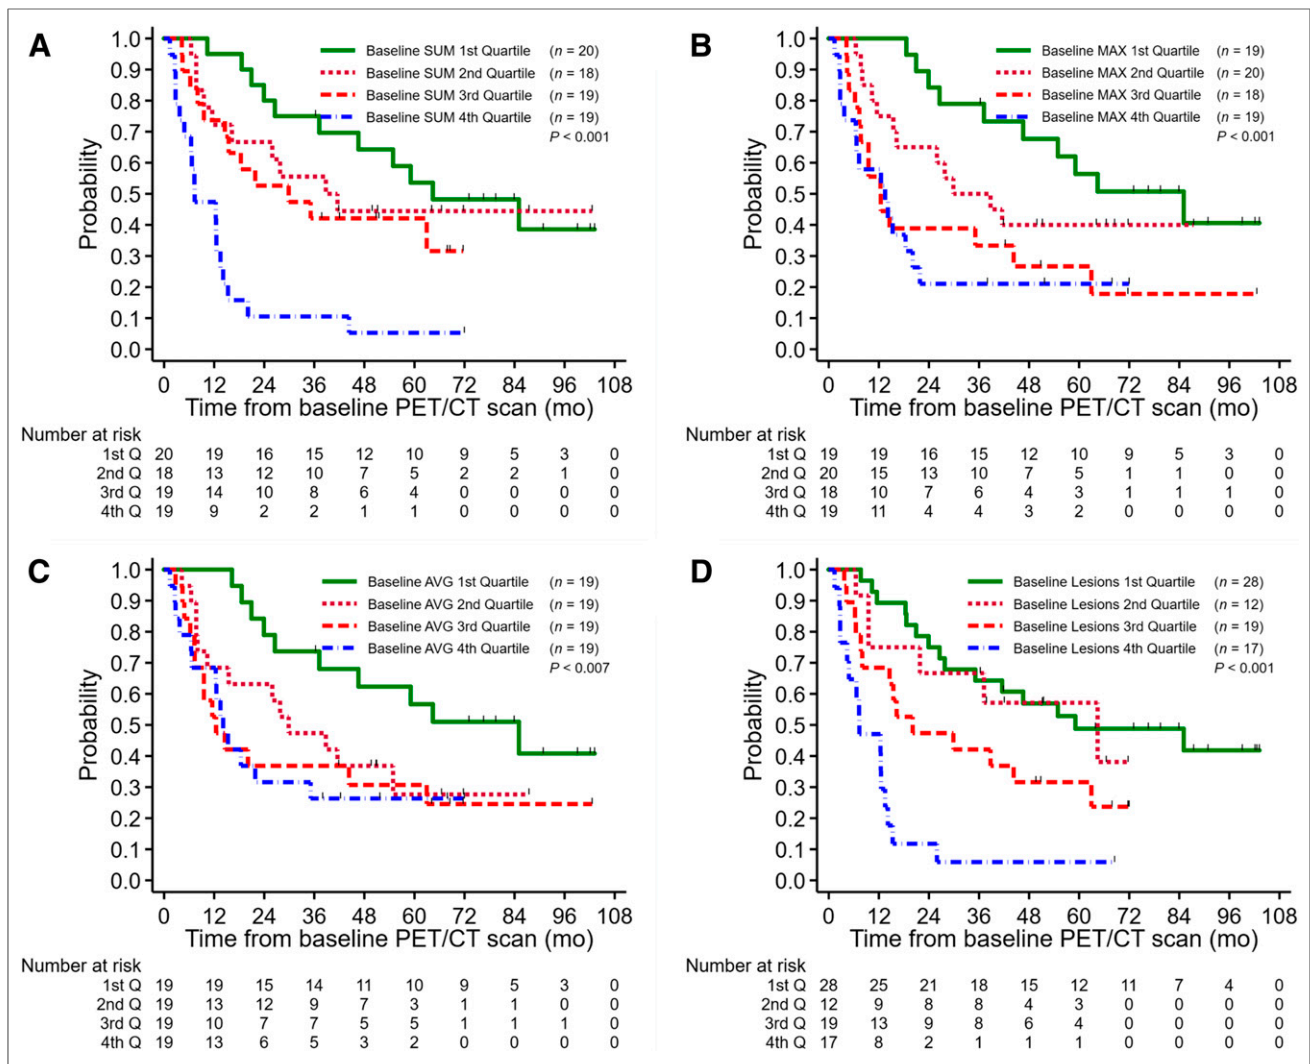 A
1.0
0.9
0.8
0.7
0.6
0.5
0.4
0.3
0.2
0.1
0.0
Probability
Baseline SUM 1st Quartile (n = 20)
Baseline SUM 2nd Quartile (n = 18)
Baseline SUM 3rd Quartile (n = 19)
Baseline SUM 4th Quartile (n = 19)
P < 0.001
0 12 24 36 48 60 72 84 96 108
Time from baseline PET/CT scan (mo)
Number at risk
1st Q 20 19 16 15 12 10 9 5 3 0
2nd Q 18 13 12 10 7 5 2 2 1 0
3rd Q 19 14 10 8 6 4 0 0 0 0
4th Q 19 9 2 2 1 1 0 0 0 0
B
1.0
0.9
0.8
0.7
0.6
0.5
0.4
0.3
0.2
0.1
0.0
Probability
Baseline MAX 1st Quartile (n = 19)
Baseline MAX 2nd Quartile (n = 20)
Baseline MAX 3rd Quartile (n = 18)
Baseline MAX 4th Quartile (n = 19)
P < 0.001
0 12 24 36 48 60 72 84 96 108
Time from baseline PET/CT scan (mo)
Number at risk
1st Q 19 19 16 15 12 10 9 5 3 0
2nd Q 20 15 13 10 7 5 1 1 0 0
3rd Q 18 10 7 6 4 3 1 1 1 0
4th Q 19 11 4 4 3 2 0 0 0 0
C
1.0
0.9
0.8
0.7
0.6
0.5
0.4
0.3
0.2
0.1
0.0
Probability
Baseline AVG 1st Quartile (n = 19)
Baseline AVG 2nd Quartile (n = 19)
Baseline AVG 3rd Quartile (n = 19)
Baseline AVG 4th Quartile (n = 19)
P < 0.007
0 12 24 36 48 60 72 84 96 108
Time from baseline PET/CT scan (mo)
Number at risk
1st Q 19 19 15 14 11 10 9 5 3 0
2nd Q 19 13 12 9 7 3 1 1 0 0
3rd Q 19 10 7 7 5 5 1 1 1 0
4th Q 19 13 6 5 3 2 0 0 0 0
D
1.0
0.9
0.8
0.7
0.6
0.5
0.4
0.3
0.2
0.1
0.0
Probability
Baseline Lesions 1st Quartile (n = 28)
Baseline Lesions 2nd Quartile (n = 12)
Baseline Lesions 3rd Quartile (n = 19)
Baseline Lesions 4th Quartile (n = 17)
P < 0.001
0 12 24 36 48 60 72 84 96 108
Time from baseline PET/CT scan (mo)
Number at risk
1st Q 28 25 21 18 15 12 11 7 4 0
2nd Q 12 9 8 8 4 3 0 0 0 0
3rd Q 19 13 9 8 6 4 0 0 0 0
4th Q 17 8 2 1 1 1 0 0 0 0